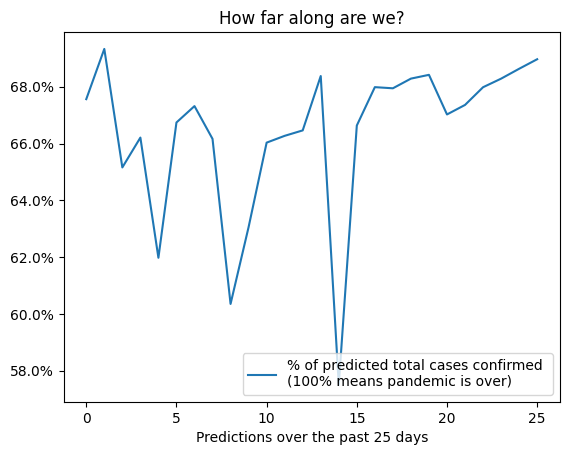 How far along are we?
68.0%
66.0%
64.0%
62.0%
60.0%
58.0%
% of predicted total cases confirmed
(100% means pandemic is over)
0 5 10 15 20 25
Predictions over the past 25 days